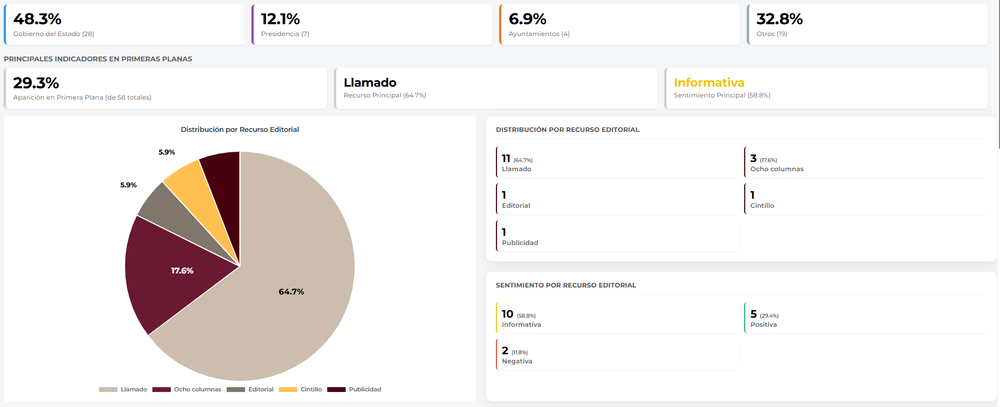 48.3%
Gobierno del Estado (28)
12.1%
Presidencia (7)
6.9%
Ayuntamientos (4)
32.8%
Otros (19)
PRINCIPALES INDICADORES EN PRIMERAS PLANAS
29.3%
Aparición en Primera Plana (de 58 totales)
Llamado
Recurso Principal (64.7%)
Informativa
Sentimiento Principal (58.8%)
Distribución por Recurso Editorial
5.9%
5.9%
17.6%
64.7%
Llamado
Ocho columnas
Editorial
Cintillo
Publicidad
DISTRIBUCIÓN POR RECURSO EDITORIAL
11 (64.7%)
Llamado
3 (17.6%)
Ocho columnas
1
Editorial
1
Cintillo
1
Publicidad
SENTIMIENTO POR RECURSO EDITORIAL
10 (58.8%)
Informativa
5 (29.4%)
Positiva
2 (11.8%)
Negativa